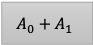 A₀ + A₁